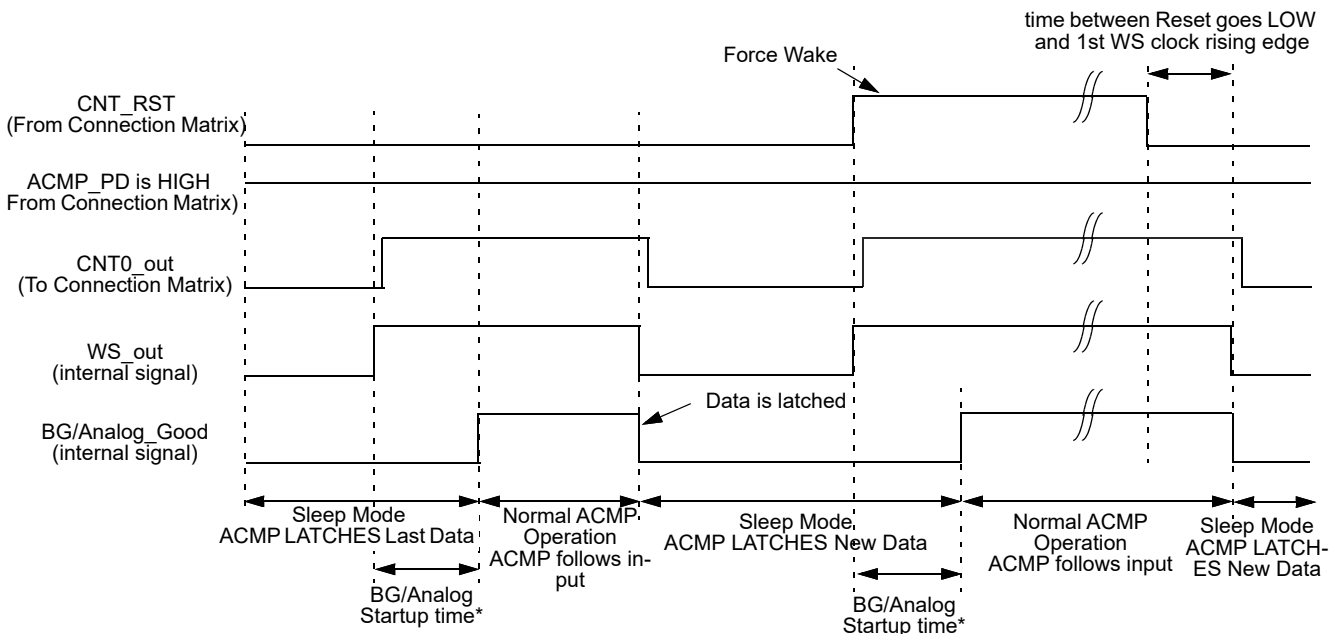 time between Reset goes LOW
and 1st WS clock rising edge
Force Wake
CNT_RST
(From Connection Matrix)
ACMP_PD is HIGH
From Connection Matrix)
CNT0_out
(To Connection Matrix)
WS_out
(internal signal)
Data is latched
BG/Analog_Good
(internal signal)
Sleep Mode
ACMP LATCHES Last Data
Normal ACMP
Operation
ACMP follows in-
put
Sleep Mode
ACMP LATCHES New Data
Normal ACMP
Operation
ACMP follows input
Sleep Mode
ACMP LATCH-
ES New Data
BG/Analog
Startup time*
BG/Analog
Startup time*